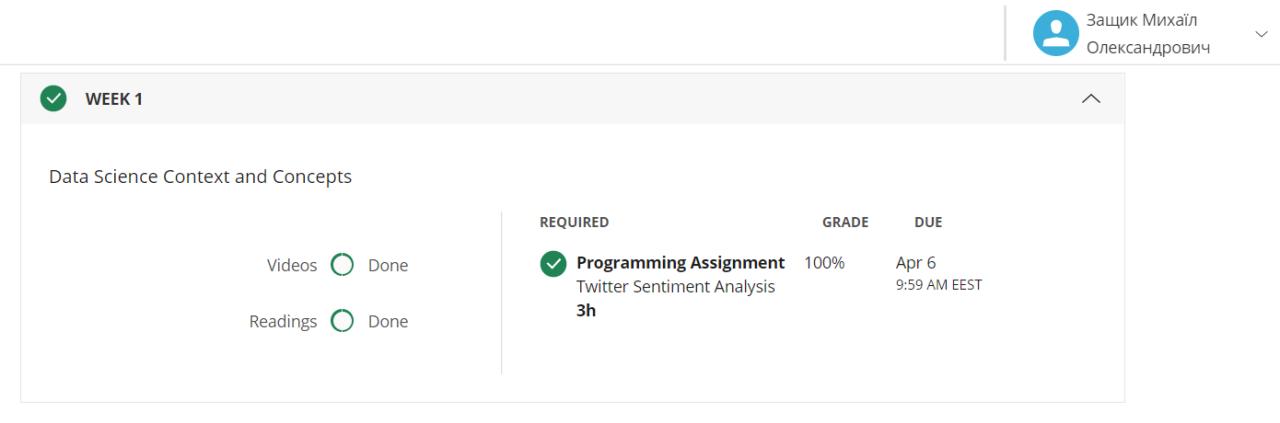 Защик Михаїл
Олександрович
WEEK 1
Data Science Context and Concepts
Videos Done
Readings Done
REQUIRED GRADE DUE
Programming Assignment 100% Apr 6
Twitter Sentiment Analysis 9:59 AM EEST
3h